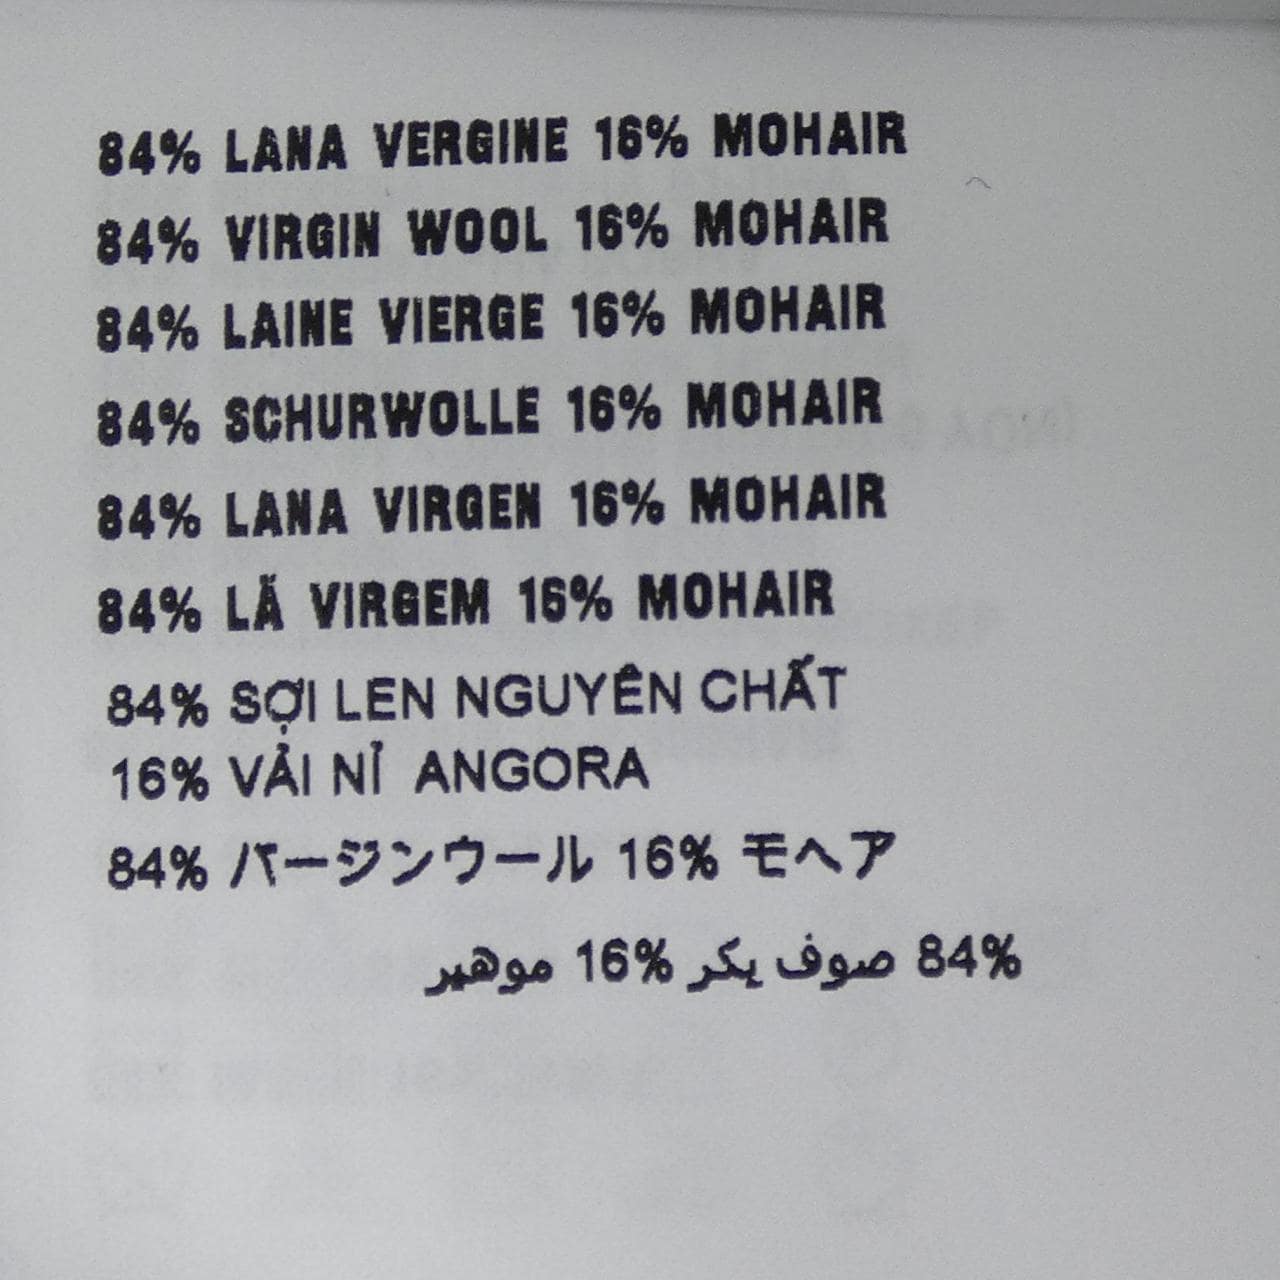 84% LANA VERGINE 16% MOHAIR
84% VIRGIN WOOL 16% MOHAIR
84% LAINE VIERGE 16% MOHAIR
84% SCHURWOLLE 16% MOHAIR
84% LANA VIRGEN 16% MOHAIR
84% LÃ VIRGEM 16% MOHAIR
84% SỢI LEN NGUYÊN CHẤT
16% VẢI NỈ ANGORA
84% バージンウール 16% モヘア
84% صوف بكر 16% موهير